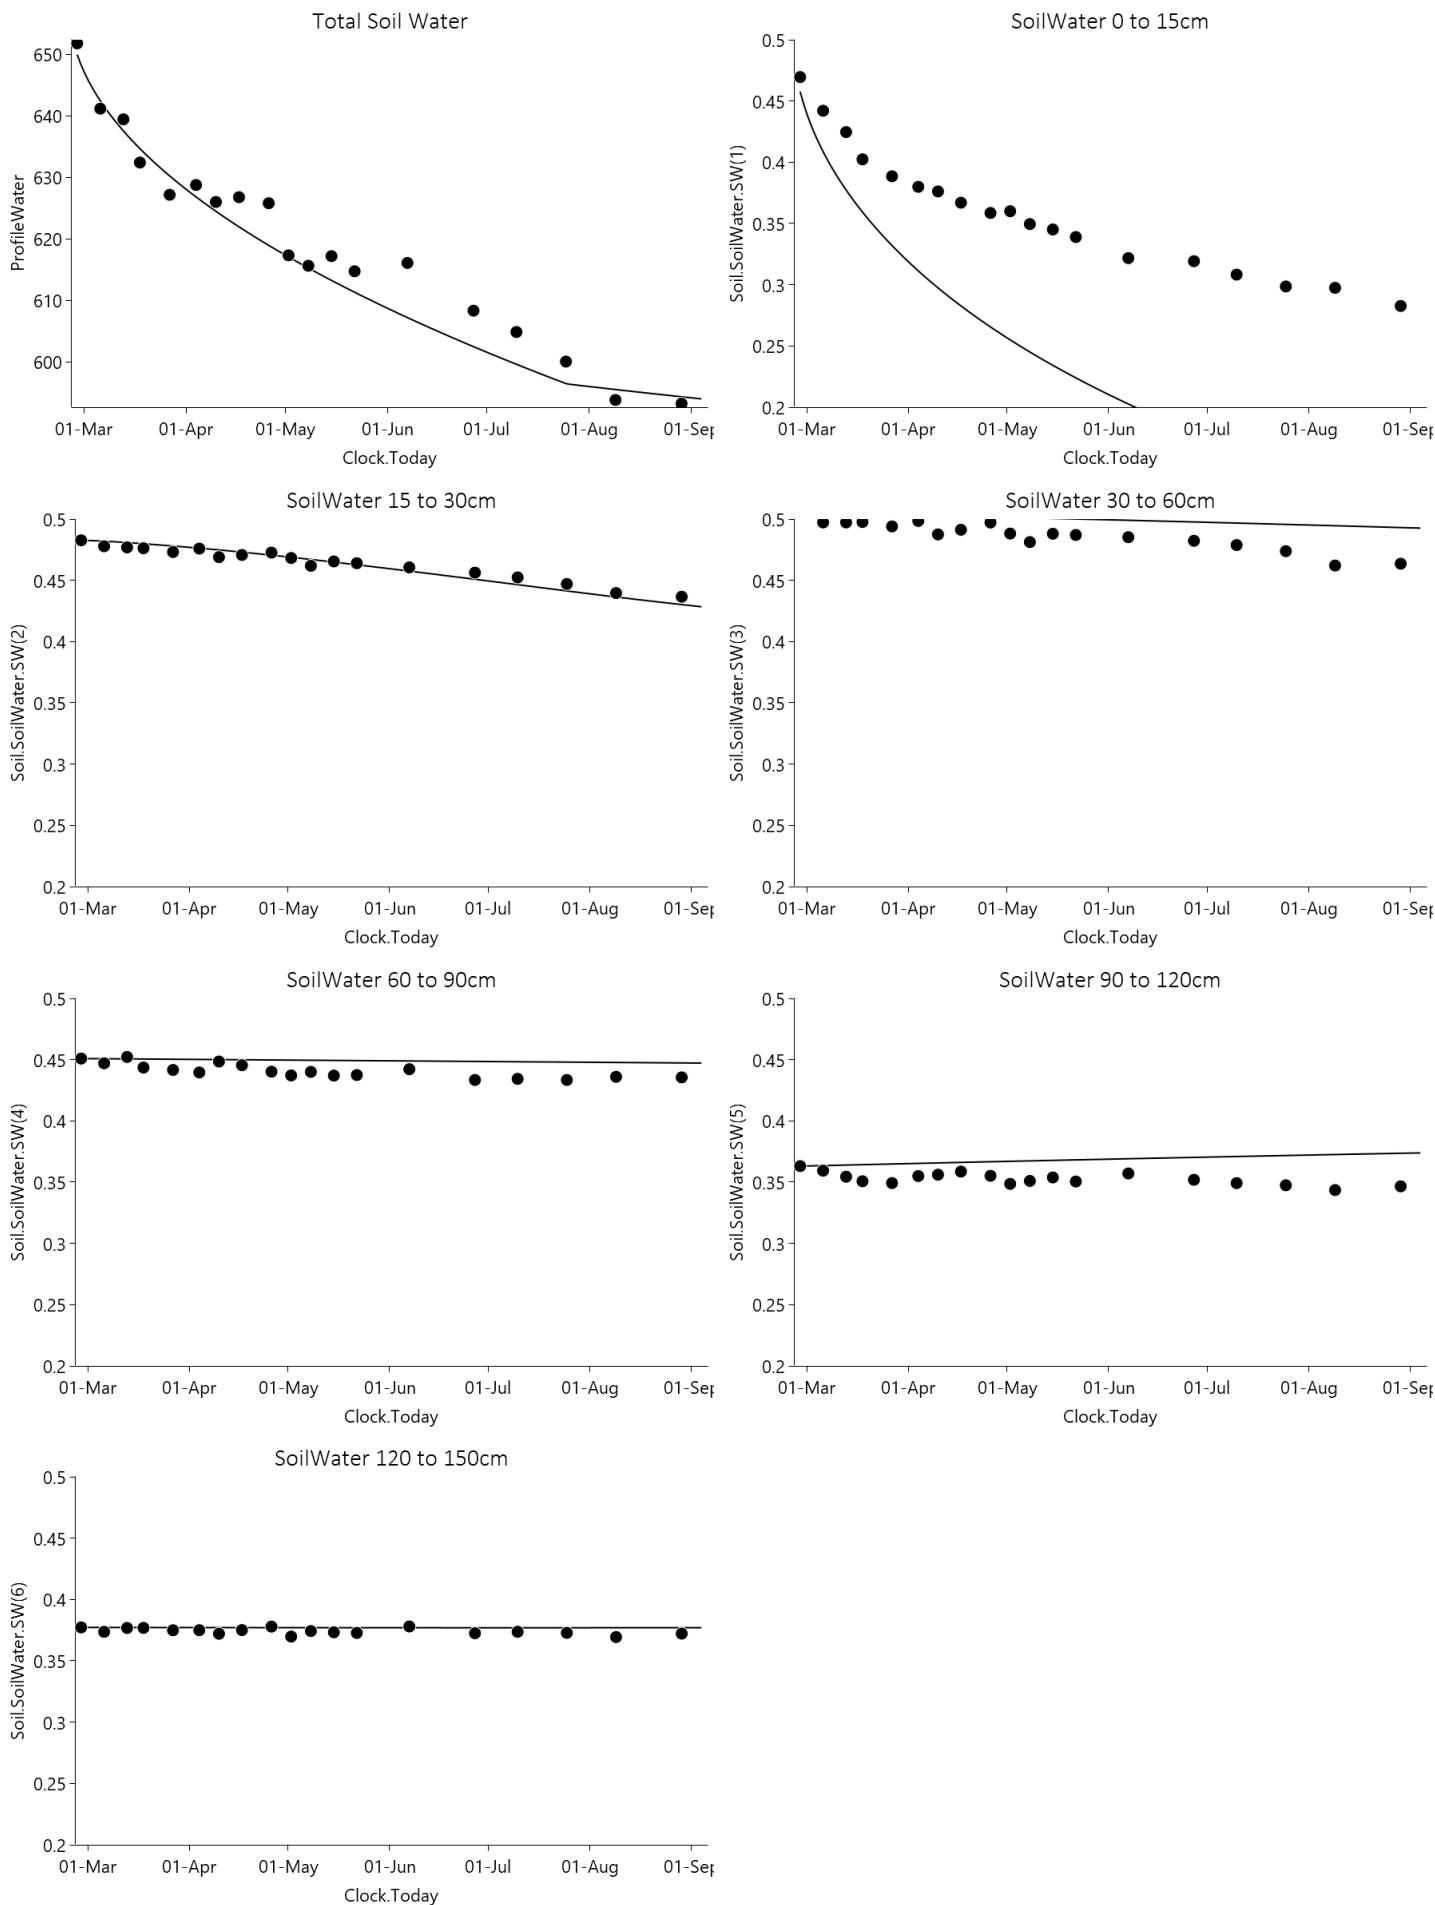 Total Soil Water
650
640
630
620
610
600
ProfileWater
01-Mar 01-Apr 01-May 01-Jun 01-Jul 01-Aug 01-Sep
Clock.Today
SoilWater 0 to 15cm
0.5
0.45
0.4
0.35
0.3
0.25
0.2
Soil.SoilWater.SW(1)
01-Mar 01-Apr 01-May 01-Jun 01-Jul 01-Aug 01-Sep
Clock.Today
SoilWater 15 to 30cm
0.5
0.45
0.4
0.35
0.3
0.25
0.2
Soil.SoilWater.SW(2)
01-Mar 01-Apr 01-May 01-Jun 01-Jul 01-Aug 01-Sep
Clock.Today
SoilWater 30 to 60cm
0.5
0.45
0.4
0.35
0.3
0.25
0.2
Soil.SoilWater.SW(3)
01-Mar 01-Apr 01-May 01-Jun 01-Jul 01-Aug 01-Sep
Clock.Today
SoilWater 60 to 90cm
0.5
0.45
0.4
0.35
0.3
0.25
0.2
Soil.SoilWater.SW(4)
01-Mar 01-Apr 01-May 01-Jun 01-Jul 01-Aug 01-Sep
Clock.Today
SoilWater 90 to 120cm
0.5
0.45
0.4
0.35
0.3
0.25
0.2
Soil.SoilWater.SW(5)
01-Mar 01-Apr 01-May 01-Jun 01-Jul 01-Aug 01-Sep
Clock.Today
SoilWater 120 to 150cm
0.5
0.45
0.4
0.35
0.3
0.25
0.2
Soil.SoilWater.SW(6)
01-Mar 01-Apr 01-May 01-Jun 01-Jul 01-Aug 01-Sep
Clock.Today